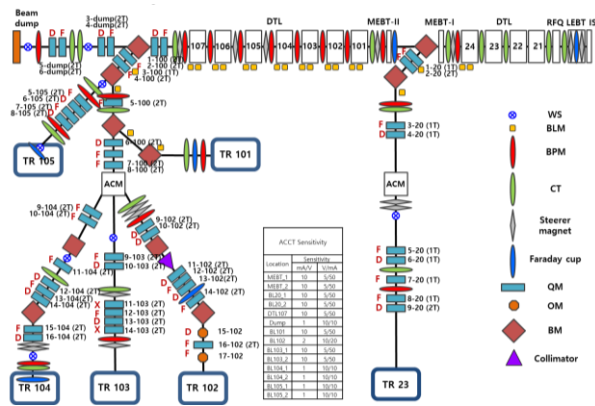 Beam
dump
3-dump(2T)
4-dump(2T)
DTL
MEBT-II
MEBT-I
DTL
RFQ
LEBT
IS
D F
F D
5-dump(2T)
6-dump(2T)
1-100 (2T)
2-100 (2T)
3-100 (2T)
4-100 (2T)
107
106
105
104
103
102
101
24
23
22
21
1-20 (1T)
2-20 (1T)
5-105 (2T)
6-105 (2T)
7-105 (2T)
8-105 (2T)
5-100 (2T)
TR 105
6-100 (2T)
7-100 (2T)
8-100 (2T)
TR 101
F 3-20 (1T)
D 4-20 (1T)
WS
BLM
BPM
CT
Steerer
magnet
Faraday cup
QM
OM
BM
Collimator
ACM
ACM
9-104 (2T)
10-104 (2T)
9-102 (2T)
10-102 (2T)
11-104 (2T)
12-104 (2T)
13-104(2T)
14-104 (2T)
F 9-103 (2T)
D 10-103 (2T)
11-102 (2T)
12-102 (2T)
13-102(2T)
14-102 (2T)
X 11-103 (2T)
F 12-103 (2T)
D 13-103 (2T)
X 14-103 (2T)
F 15-104 (2T)
D 16-104 (2T)
15-102
F 16-102 (2T)
17-102
TR 104
TR 103
TR 102
F 5-20 (1T)
D 6-20 (1T)
F 7-20 (1T)
F 8-20 (1T)
D 9-20 (2T)
TR 23
ACCT Sensitivity
Location Sensitivity
mA/V V/mA
MEBT_1 10 5/50
MEBT_2 10 5/50
BL20_1 10 5/50
BL20_2 10 5/50
DTL107 10 5/50
Dump 1 10/10
BL101 10 5/50
BL102 2 10/20
BL103_1 10 5/50
BL103_2 10 5/50
BL104_1 1 10/10
BL104_2 1 10/10
BL105_1 1 10/10
BL105_2 1 10/10